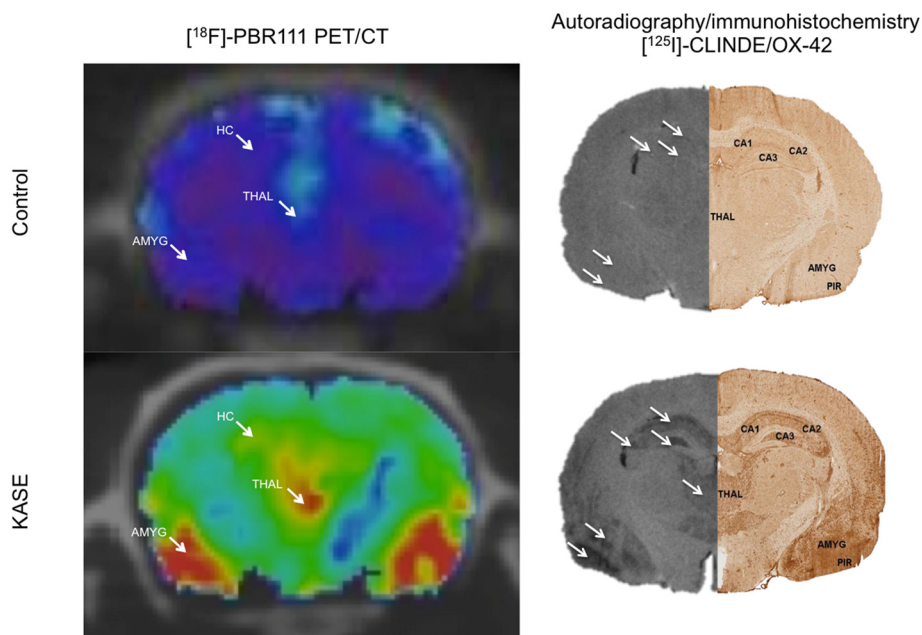 [¹⁸F]-PBR111 PET/CT
Autoradiography/immunohistochemistry
[¹²⁵I]-CLINDE/OX-42
Control
HC
THAL
AMYG
CA1
CA2
CA3
THAL
AMYG
PIR
KASE
HC
THAL
AMYG
CA1
CA2
CA3
THAL
AMYG
PIR